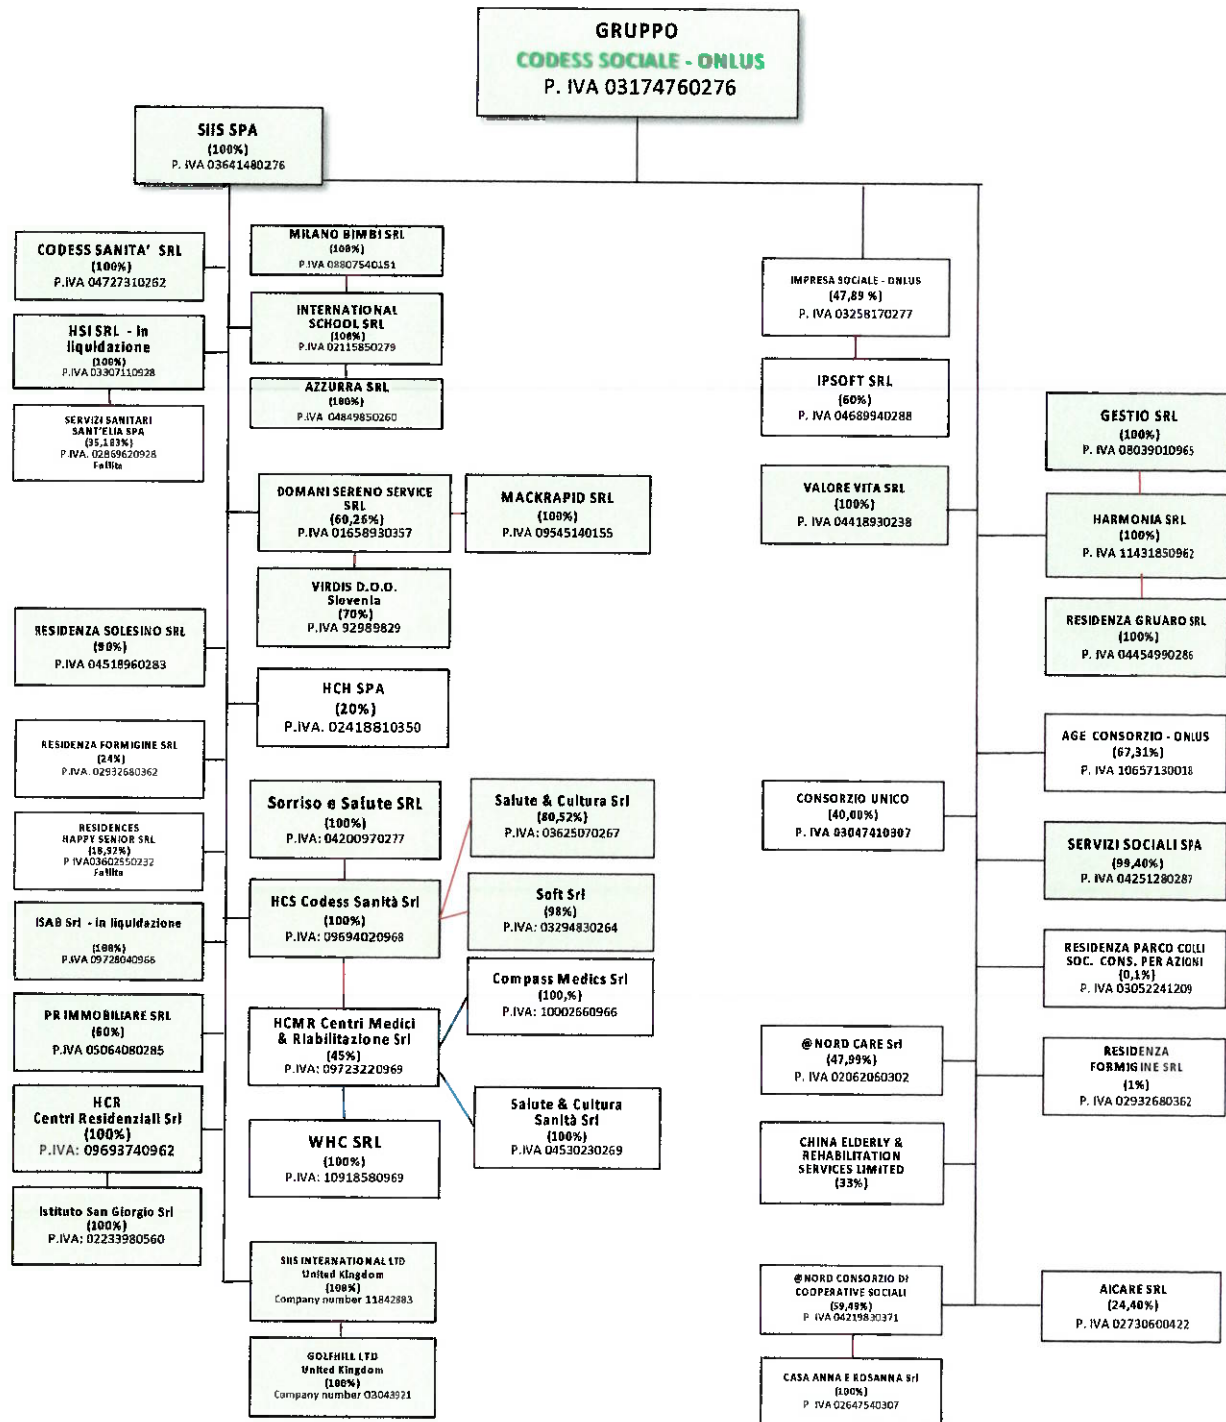 GRUPPO
CODESS SOCIALE - ONLUS
P. IVA 03174760276
SIIS SPA
(100%)
P. IVA 03641480276
CODESS SANITA' SRL
(100%)
P.IVA 04727310262
HSI SRL - in
liquidazione
(100%)
P.IVA 03307110928
SERVIZI SANITARI
SANT'ELIA SPA
(35,183%)
P.IVA. 02869620928
Fallita
MILANO BIMBI SRL
(100%)
P.IVA 08807540151
INTERNATIONAL
SCHOOL SRL
(100%)
P.IVA 02115850279
AZZURRA SRL
(100%)
P.IVA 04849850260
DOMANI SERENO SERVICE
SRL
(60,26%)
P.IVA 01658930357
MACKRAPID SRL
(100%)
P.IVA 09545140155
VIRDIS D.O.O.
Slovenia
(70%)
P.IVA 92989829
RESIDENZA SOLESINO SRL
(90%)
P.IVA 04518960283
HCH SPA
(20%)
P.IVA. 02418810350
RESIDENZA FORMIGINE SRL
(24%)
P.IVA. 02932680362
RESIDENCES
HAPPY SENIOR SRL
(18,92%)
P IVA03602550232
Fallita
ISAB Srl - in liquidazione
(100%)
P.IVA 09728040966
PR IMMOBILIARE SRL
(60%)
P.IVA 05064080285
HCR
Centri Residenziali Srl
(100%)
P.IVA: 09693740962
Istituto San Giorgio Srl
(100%)
P.IVA: 02233980560
Sorriso e Salute SRL
(100%)
P.IVA: 04200970277
HCS Codess Sanità Srl
(100%)
P.IVA: 09694020968
Salute & Cultura Srl
(80,52%)
P.IVA: 03625070267
Soft Srl
(98%)
P.IVA: 03294830264
HCMR Centri Medici
& Riabilitazione Srl
(45%)
P.IVA: 09723220969
Compass Medics Srl
(100,%)
P.IVA: 10002660966
Salute & Cultura
Sanità Srl
(100%)
P.IVA: 04530230269
WHC SRL
(100%)
P.IVA: 10918580969
SIIS INTERNATIONAL LTD
United Kingdom
(100%)
Company number 11842883
GOLFHILL LTD
United Kingdom
(100%)
Company number 03043921
IMPRESA SOCIALE - ONLUS
(47,89 %)
P. IVA 03258170277
IPSOFT SRL
(60%)
P. IVA 04689940288
VALORE VITA SRL
(100%)
P. IVA 04418930238
GESTIO SRL
(100%)
P. IVA 08039010965
HARMONIA SRL
(100%)
P. IVA 11431850962
RESIDENZA GRUARO SRL
(100%)
P. IVA 04454990286
AGE CONSORZIO - ONLUS
(67,31%)
P. IVA 10657130018
CONSORZIO UNICO
(40,00%)
P. IVA 03047410307
SERVIZI SOCIALI SPA
(99,40%)
P. IVA 04251280287
RESIDENZA PARCO COLLI
SOC. CONS. PER AZIONI
(0,1%)
P. IVA 03052241209
@NORD CARE Srl
(47,99%)
P. IVA 02062060302
RESIDENZA
FORMIGINE SRL
(1%)
P. IVA 02932680362
CHINA ELDERLY &
REHABILITATION
SERVICES LIMITED
(33%)
@NORD CONSORZIO DI
COOPERATIVE SOCIALI
(59,49%)
P IVA 04219830371
AICARE SRL
(24,40%)
P. IVA 02730600422
CASA ANNA E ROSANNA Srl
(100%)
P IVA 02647540307